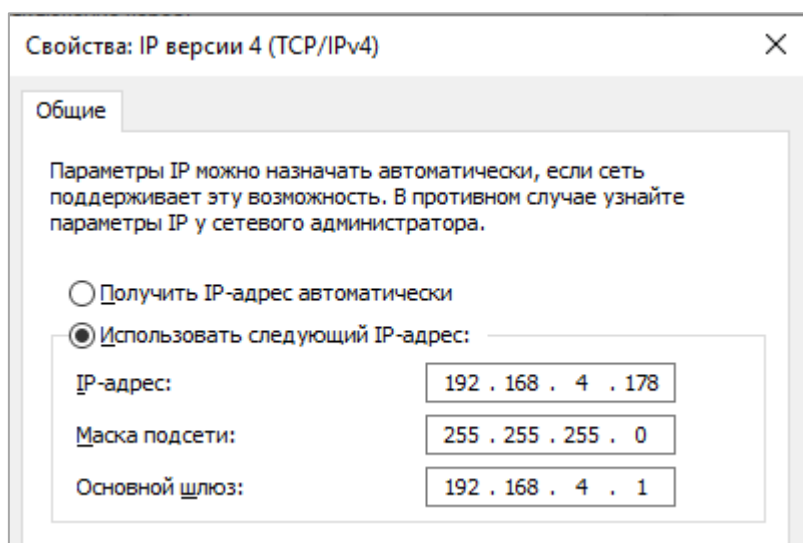 Свойства: IP версии 4 (TCP/IPv4)
Общие
Параметры IP можно назначать автоматически, если сеть
поддерживает эту возможность. В противном случае узнайте
параметры IP у сетевого администратора.
Получить IP-адрес автоматически
Использовать следующий IP-адрес:
IP-адрес: 192 . 168 . 4 . 178
Маска подсети: 255 . 255 . 255 . 0
Основной шлюз: 192 . 168 . 4 . 1